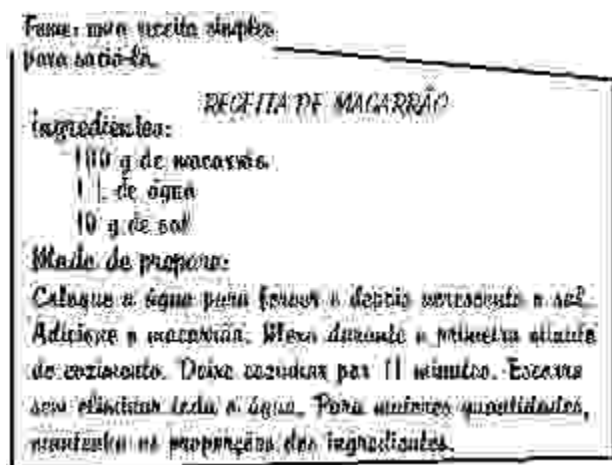 Fome: uma receita simples
para saciá-la.
RECEITA DE MACARRÃO
ingredientes:
100 g de macarrão
1 L de água
10 g de sal
Modo de preparo:
Coloque a água para ferver e depois acrescente o sal.
Adicione o macarrão. Mexa durante o primeiro minuto
de cozimento. Deixe cozinhar por 11 minutos. Escorra
sem eliminar toda a água. Para maiores quantidades,
mantenha as proporções dos ingredientes.